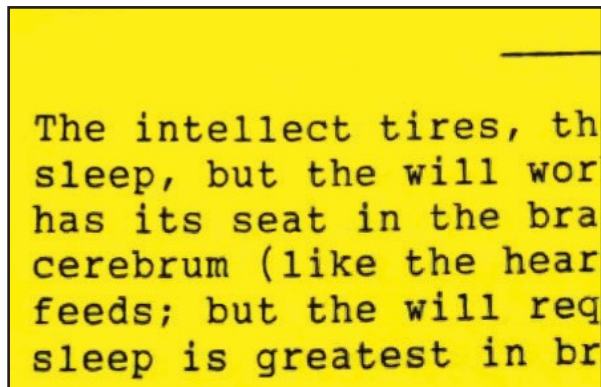 The intellect tires, th
sleep, but the will wor
has its seat in the bra
cerebrum (like the hear
feeds; but the will req
sleep is greatest in br